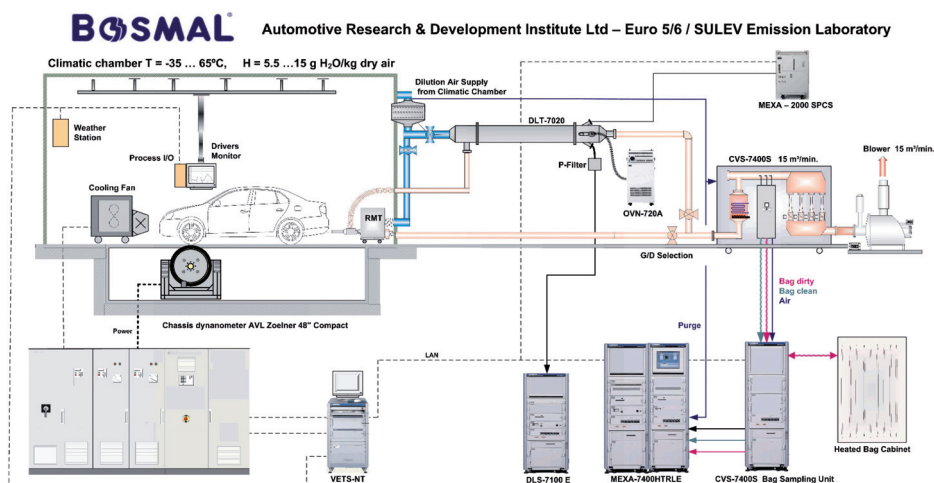 BOSMAL Automotive Research & Development Institute Ltd – Euro 5/6 / SULEV Emission Laboratory
Climatic chamber T = -35 ... 65ºC, H = 5.5 ...15 g H₂O/kg dry air
Dilution Air Supply
from Climatic Chamber
MEXA – 2000 SPCS
DLT-7020
Weather
Station
Process I/O
Drivers
Monitor
P-Filter
CVS-7400S 15 m³/min.
Blower 15 m³/min.
Cooling Fan
OVN-720A
RMT
G/D Selection
Bag dirty
Bag clean
Air
Chassis dynanometer AVL Zoelner 48" Compact
Power
Purge
LAN
VETS-NT
DLS-7100 E
MEXA-7400HTRLE
CVS-7400S Bag Sampling Unit
Heated Bag Cabinet